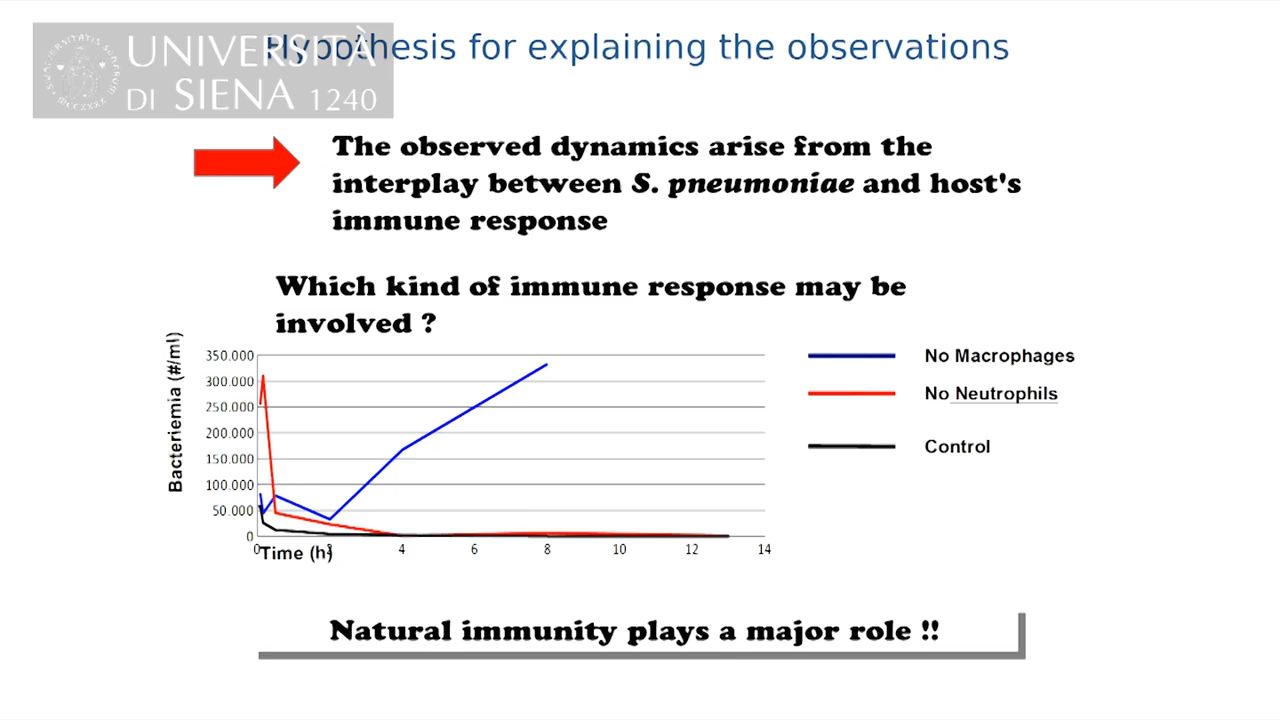 UNIVERSITÀ
DI SIENA 1240
Hypothesis for explaining the observations
The observed dynamics arise from the
interplay between S. pneumoniae and host's
immune response
Which kind of immune response may be
involved ?
Bacteriemia (#/ml)
350.000
300.000
250.000
200.000
150.000
100.000
50.000
0
0 2 4 6 8 10 12 14
Time (h)
No Macrophages
No Neutrophils
Control
Natural immunity plays a major role !!